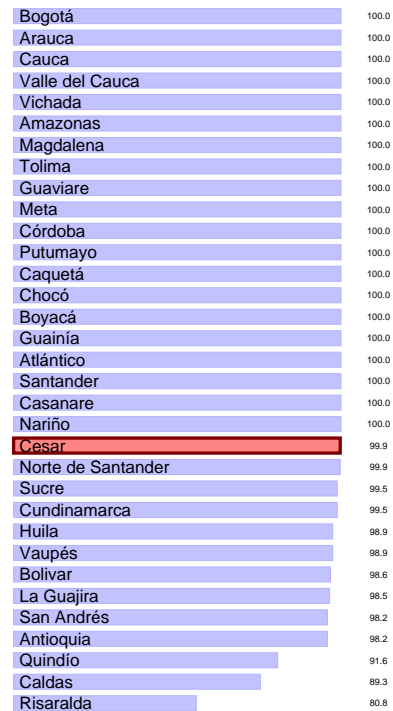 Bogotá 100.0
Arauca 100.0
Cauca 100.0
Valle del Cauca 100.0
Vichada 100.0
Amazonas 100.0
Magdalena 100.0
Tolima 100.0
Guaviare 100.0
Meta 100.0
Córdoba 100.0
Putumayo 100.0
Caquetá 100.0
Chocó 100.0
Boyacá 100.0
Guainía 100.0
Atlántico 100.0
Santander 100.0
Casanare 100.0
Nariño 100.0
Cesar 99.9
Norte de Santander 99.9
Sucre 99.5
Cundinamarca 99.5
Huila 98.9
Vaupés 98.9
Bolivar 98.6
La Guajira 98.5
San Andrés 98.2
Antioquia 98.2
Quindío 91.6
Caldas 89.3
Risaralda 80.8